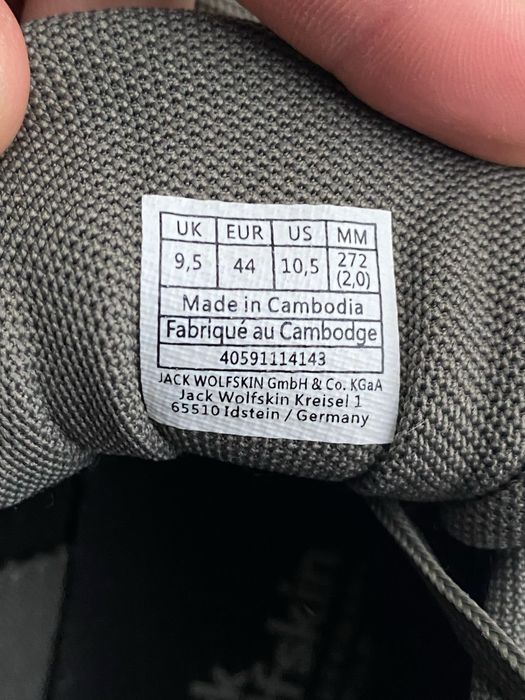 UK EUR US MM
9,5 44 10,5 272 (2,0)
Made in Cambodia
Fabriqué au Cambodge
40591114143
JACK WOLFSKIN GmbH & Co. KGaA
Jack Wolfskin Kreisel 1
65510 Idstein / Germany